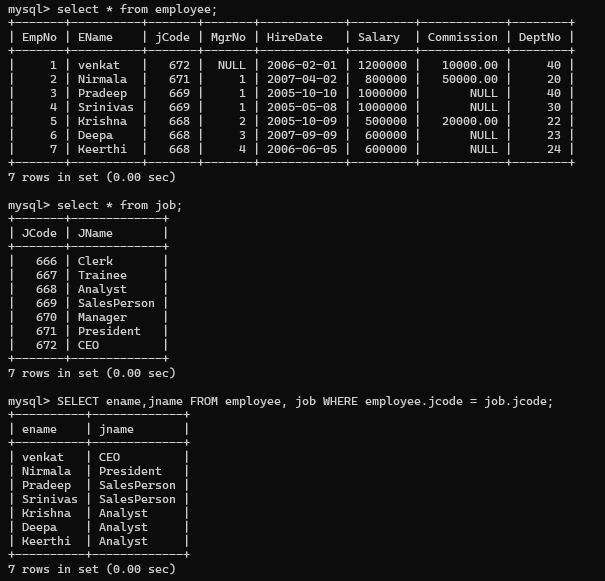 mysql> select * from employee;
+-------+----------+-------+-------+------------+---------+------------+--------+
| EmpNo | EName    | jCode | MgrNo | HireDate   | Salary  | Commission | DeptNo |
+-------+----------+-------+-------+------------+---------+------------+--------+
|     1 | venkat   |   672 |  NULL | 2006-02-01 | 1200000 |   10000.00 |     40 |
|     2 | Nirmala  |   671 |     1 | 2007-04-02 |  800000 |   50000.00 |     20 |
|     3 | Pradeep  |   669 |     1 | 2005-10-10 | 1000000 |       NULL |     40 |
|     4 | Srinivas |   669 |     1 | 2005-05-08 | 1000000 |       NULL |     30 |
|     5 | Krishna  |   668 |     2 | 2005-10-09 |  500000 |   20000.00 |     22 |
|     6 | Deepa    |   668 |     3 | 2007-09-09 |  600000 |       NULL |     23 |
|     7 | Keerthi  |   668 |     4 | 2006-06-05 |  600000 |       NULL |     24 |
+-------+----------+-------+-------+------------+---------+------------+--------+
7 rows in set (0.00 sec)
mysql> select * from job;
+-------+-------------+
| JCode | JName       |
+-------+-------------+
|   666 | Clerk       |
|   667 | Trainee     |
|   668 | Analyst     |
|   669 | SalesPerson |
|   670 | Manager     |
|   671 | President   |
|   672 | CEO         |
+-------+-------------+
7 rows in set (0.00 sec)
mysql> SELECT ename,jname FROM employee, job WHERE employee.jcode = job.jcode;
+----------+-------------+
| ename    | jname       |
+----------+-------------+
| venkat   | CEO         |
| Nirmala  | President   |
| Pradeep  | SalesPerson |
| Srinivas | SalesPerson |
| Krishna  | Analyst     |
| Deepa    | Analyst     |
| Keerthi  | Analyst     |
+----------+-------------+
7 rows in set (0.00 sec)